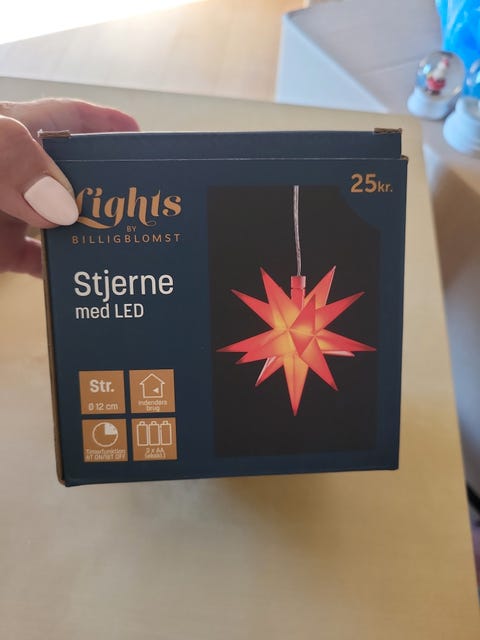 Lights
BY
BILLIGBLOMST
25kr.
Stjerne
med LED
Str.
Ø 12 cm
Indendørs
brug
Timerfunktion
6T ON/18T OFF
3 x AA
(ekskl.)